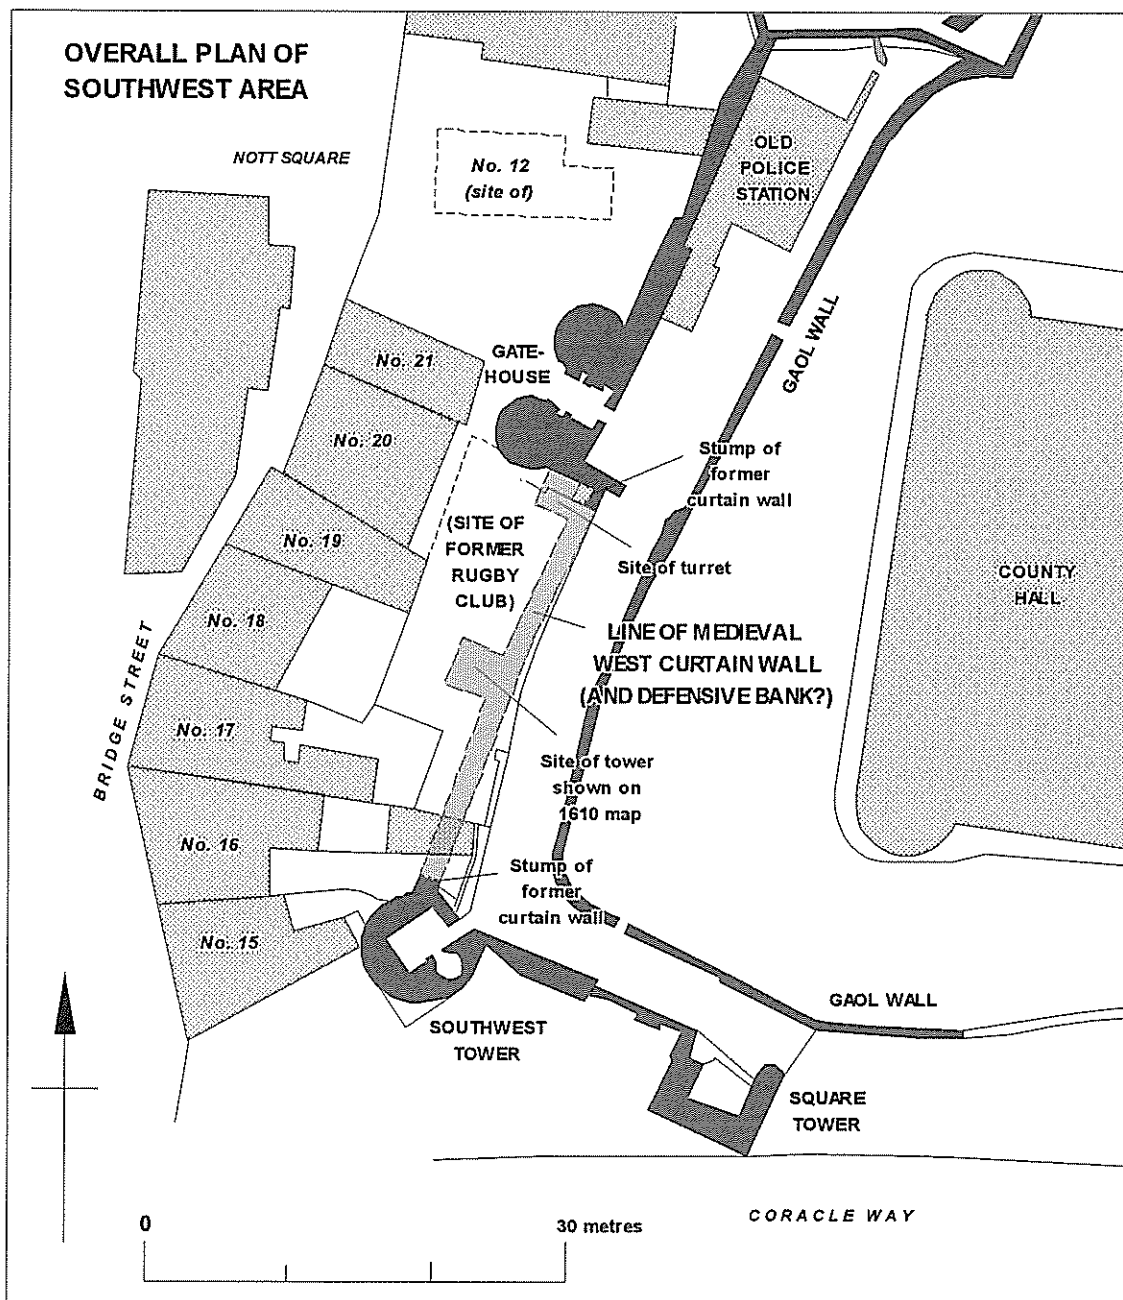 OVERALL PLAN OF
SOUTHWEST AREA
NOTT SQUARE
No. 12
(site of)
OLD
POLICE
STATION
GAOL WALL
No. 21
GATE-
HOUSE
No. 20
Stump of
former
curtain wall
No. 19
(SITE OF
FORMER
RUGBY
CLUB)
Site of turret
COUNTY
HALL
No. 18
LINE OF MEDIEVAL
WEST CURTAIN WALL
(AND DEFENSIVE BANK?)
BRIDGE STREET
No. 17
Site of tower
shown on
1610 map
No. 16
Stump of
former
curtain wall
No. 15
GAOL WALL
SOUTHWEST
TOWER
SQUARE
TOWER
0
30 metres
CORACLE WAY